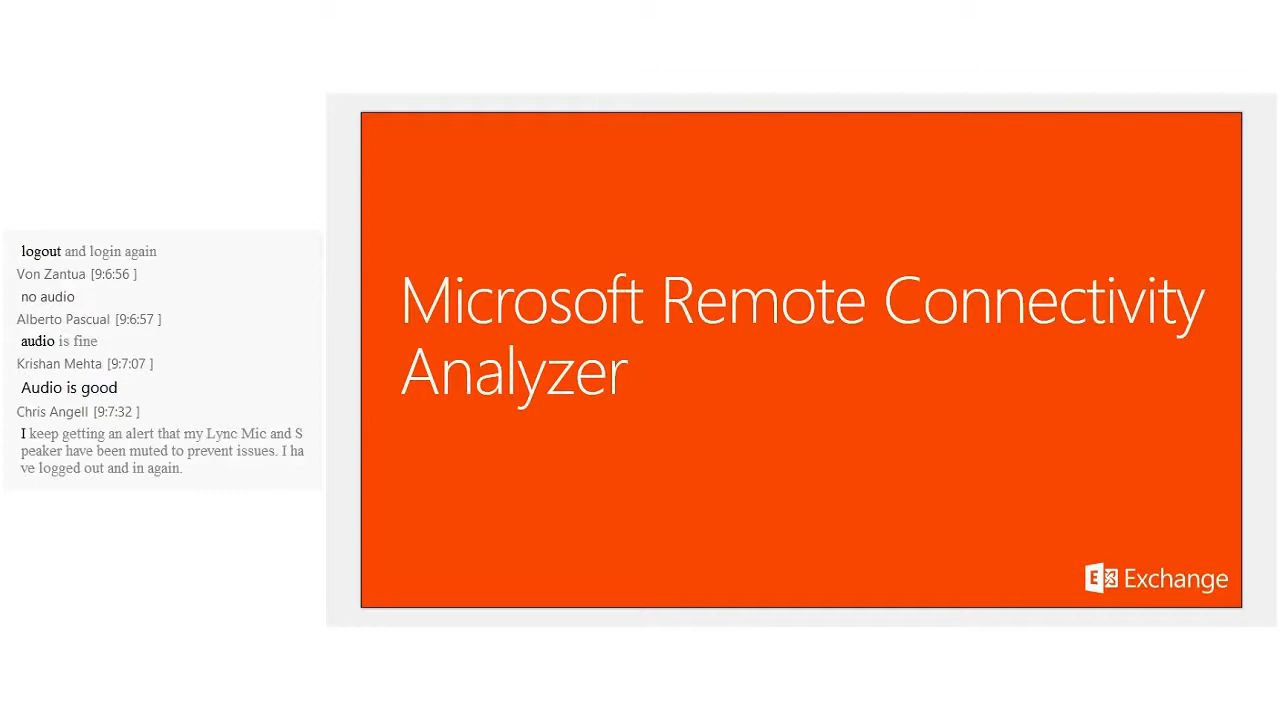 logout and login again
Von Zantua [9:6:56 ]
no audio
Alberto Pascual [9:6:57 ]
audio is fine
Krishan Mehta [9:7:07 ]
Audio is good
Chris Angell [9:7:32 ]
I keep getting an alert that my Lync Mic and S
peaker have been muted to prevent issues. I ha
ve logged out and in again.
Microsoft Remote Connectivity
Analyzer
Exchange